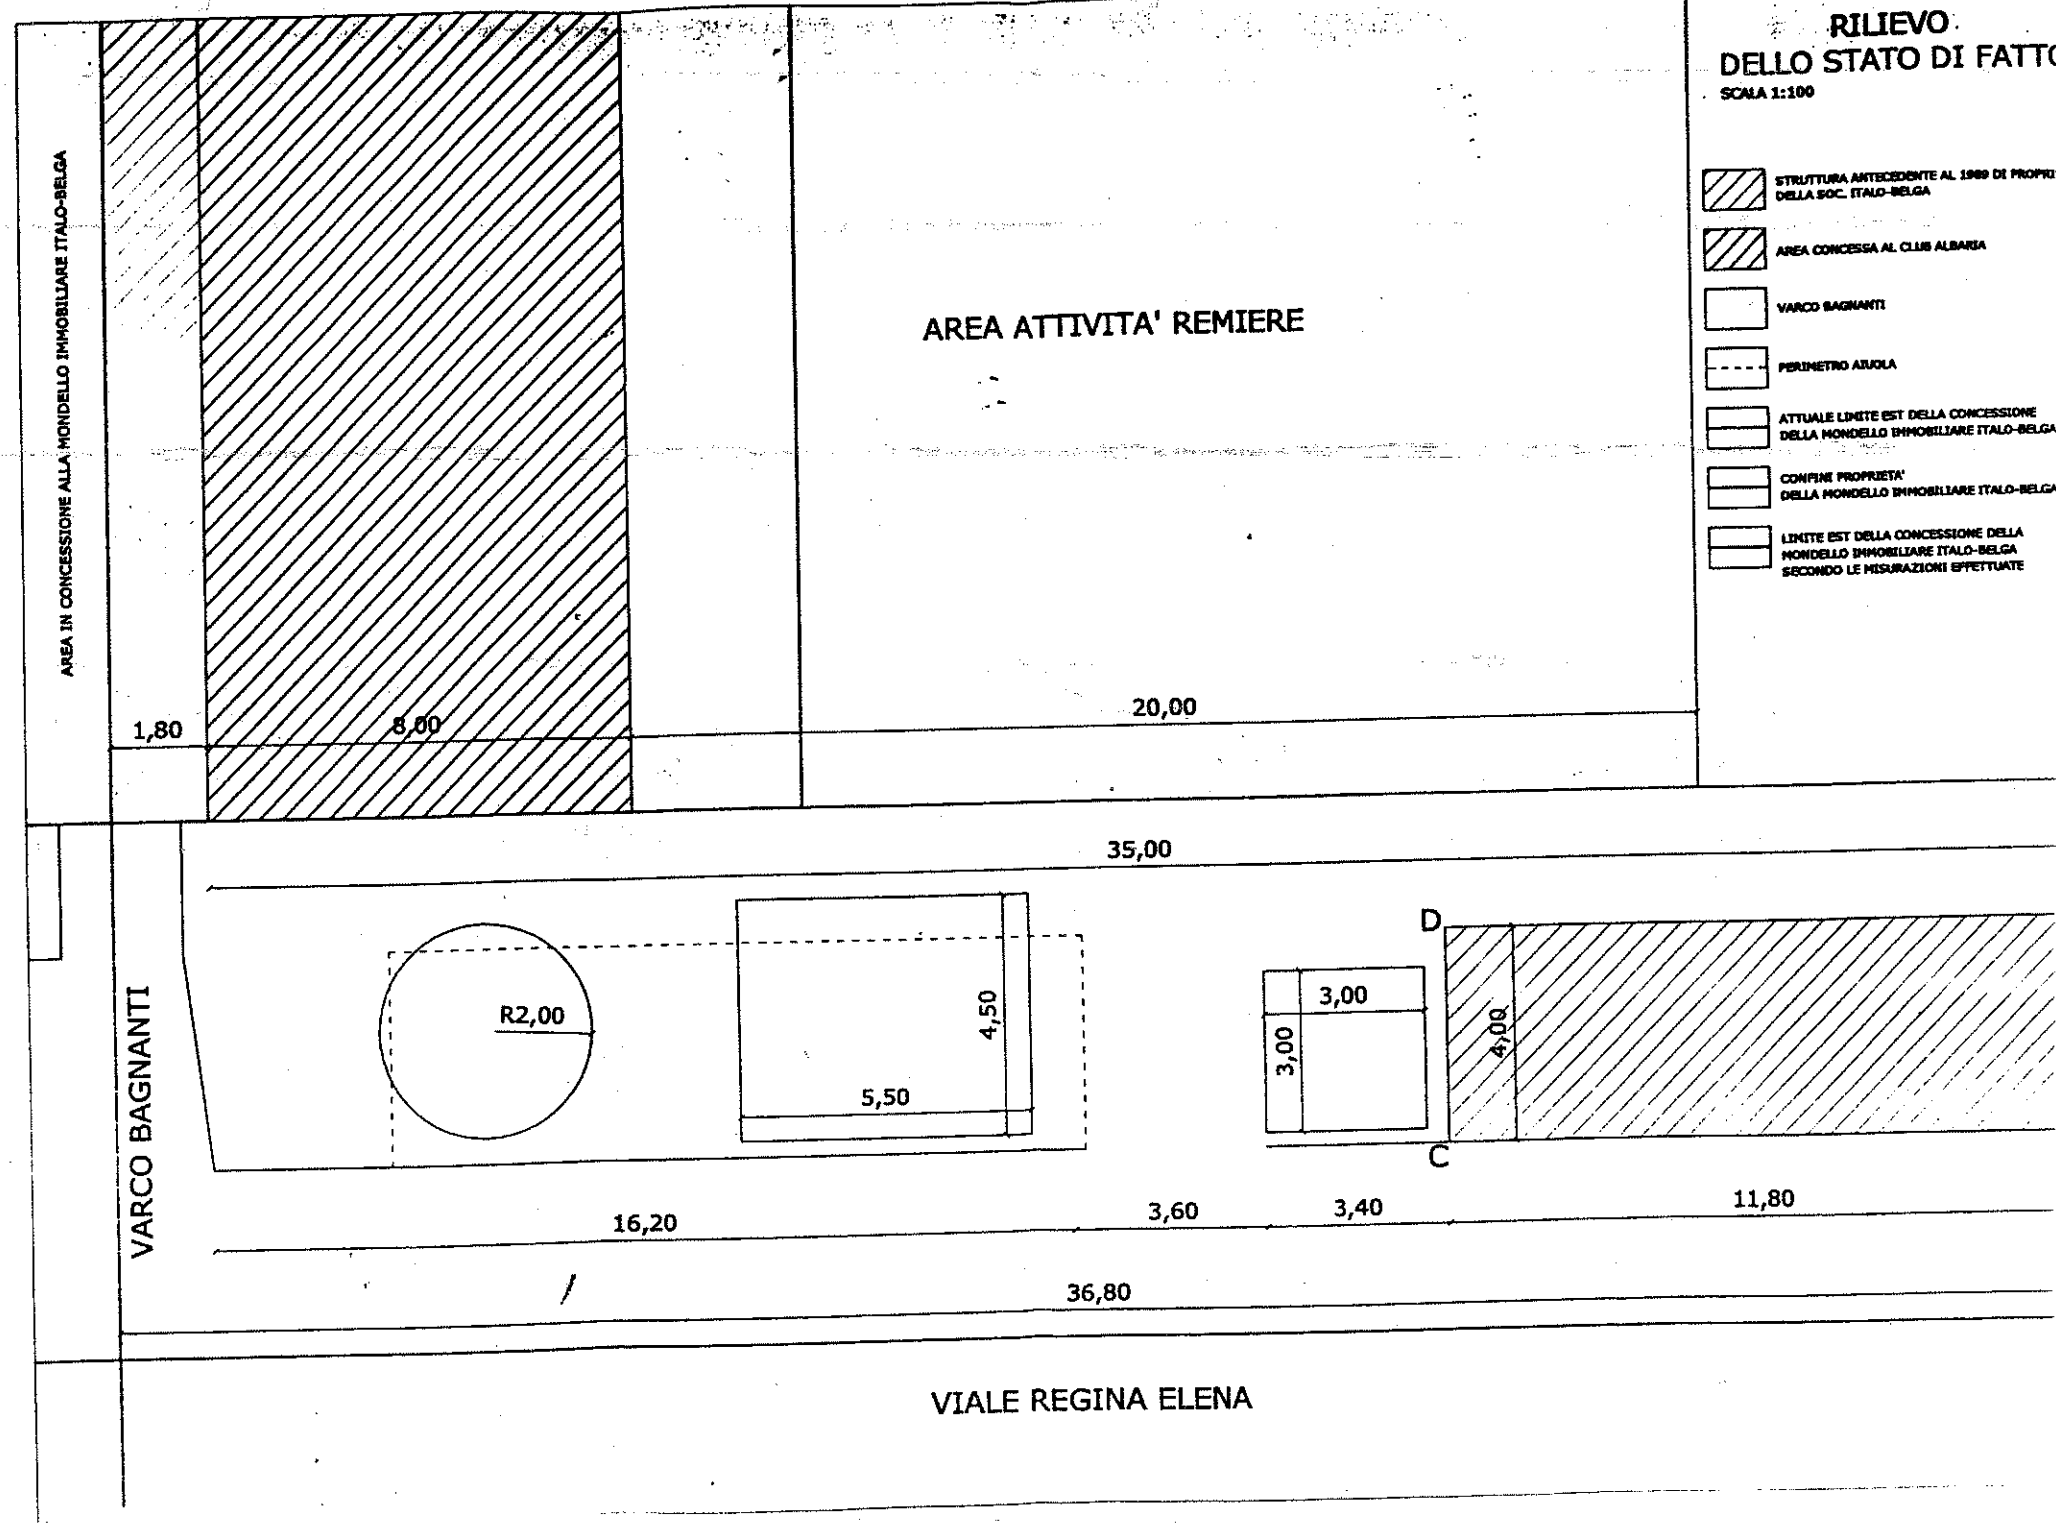 RILIEVO
DELLO STATO DI FATTO
SCALA 1:100
STRUTTURA ANTECEDENTE AL 1989 DI
DELLA SOC. ITALO-BELGA
AREA CONCESSA AL CLUB ALBARIA
VARCO BAGNANTI
PERIMETRO AIUOLA
ATTUALE LIMITE EST DELLA CONCESSIONE
DELLA MONDELLO IMMOBILIARE ITALO-BELGA
CONFINI PROPRIETA'
DELLA MONDELLO IMMOBILIARE ITALO-BELGA
LIMITE EST DELLA CONCESSIONE DELLA
MONDELLO IMMOBILIARE ITALO-BELGA
SECONDO LE MISURAZIONI EFFETTUATE
AREA IN CONCESSIONE ALLA MONDELLO IMMOBILIARE ITALO-BELGA
AREA ATTIVITA' REMIERE
1,80
8,00
20,00
35,00
VARCO BAGNANTI
R2,00
5,50
4,50
3,00
3,00
D
4,00
C
16,20
3,60
3,40
11,80
36,80
VIALE REGINA ELENA